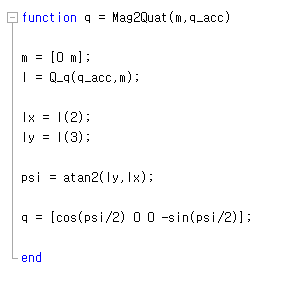 function q = Mag2Quat(m,q_acc)
m = [0 m];
l = Q_q(q_acc,m);
lx = l(2);
ly = l(3);
psi = atan2(ly,lx);
q = [cos(psi/2) 0 0 -sin(psi/2)];
end